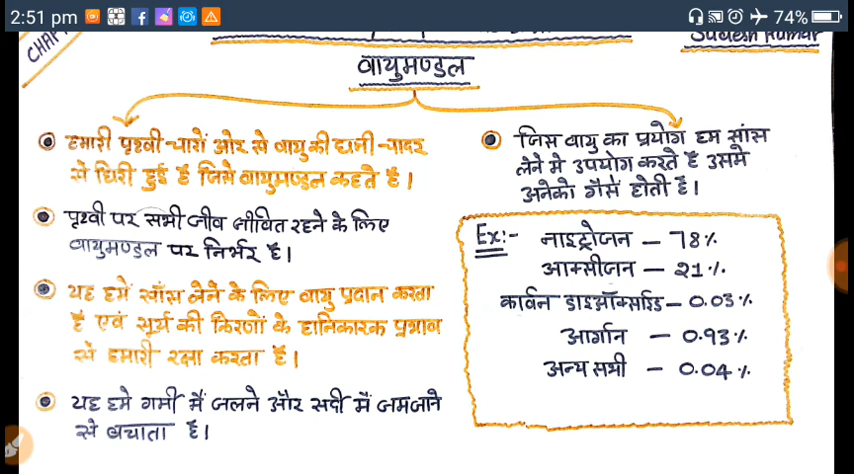 2:51 pm
74%
CHAP
वायुमण्डल
हमारी पृथ्वी चारों ओर से वायु की घनी चादर
से घिरी हुई है जिसे वायुमण्डल कहते है।
पृथ्वी पर सभी जीव जीवित रहने के लिए
वायुमण्डल पर निर्भर है।
यह हमे साँस लेने के लिए वायु प्रदान करता
है एवं सूर्य की किरणों के हानिकारक प्रभाव
से हमारी रक्षा करता है।
यह हमे गर्मी में जलने और सर्दी में जमजाने
से बचाता है।
जिस वायु का प्रयोग हम सांस
लेने मे उपयोग करते है उसमे
अनेको गैसे होती है।
Ex:- नाइट्रोजन – 78%
आक्सीजन – 21%
कार्बन डाइऑक्साइड – 0.03%
आर्गान – 0.93%
अन्य सभी – 0.04%